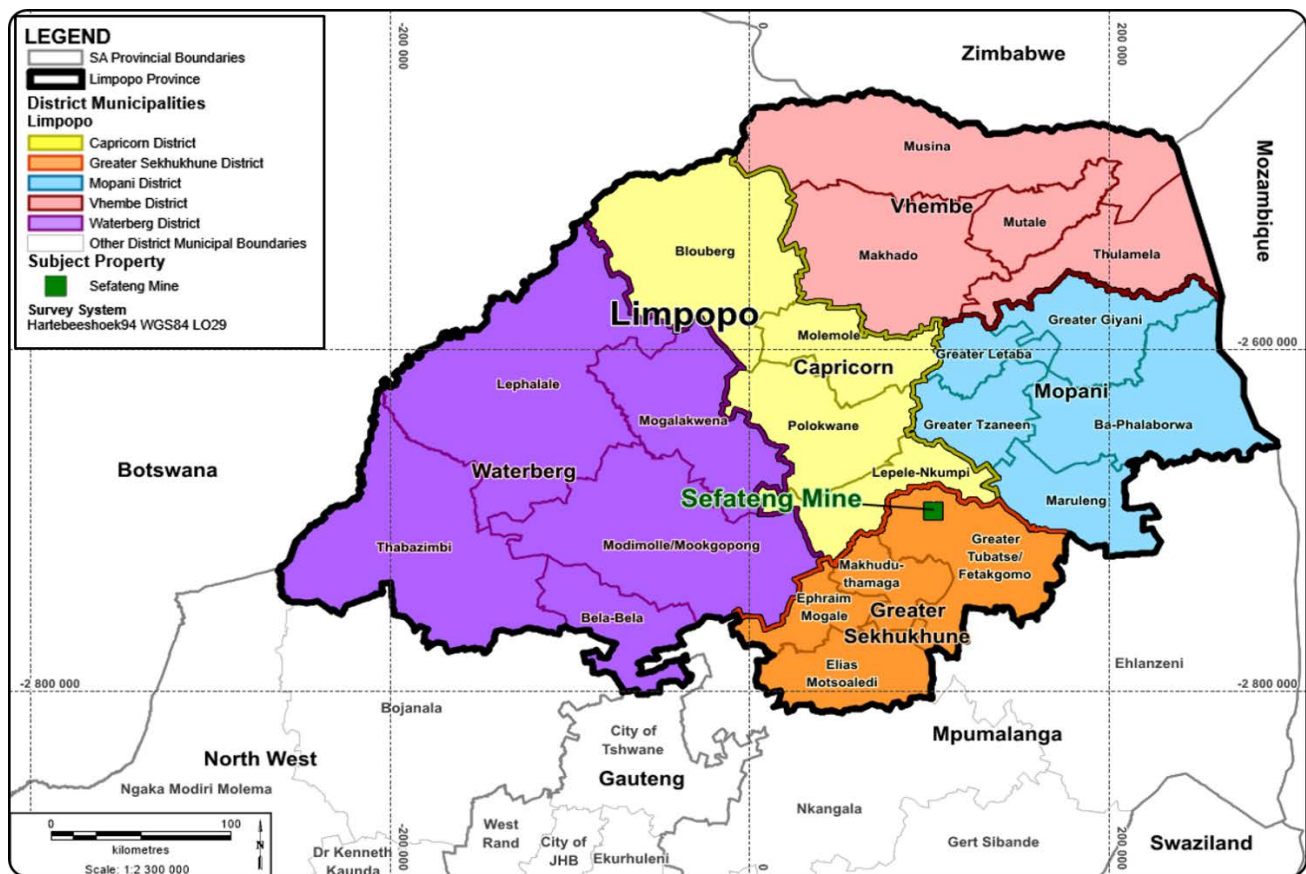 LEGEND
SA Provincial Boundaries
Limpopo Province
District Municipalities
Limpopo
Capricorn District
Greater Sekhukhune District
Mopani District
Vhembe District
Waterberg District
Other District Municipal Boundaries
Subject Property
Sefateng Mine
Survey System
Hartebeeshoek94 WGS84 LO29
-200 000
0
200 000
Zimbabwe
Mozambique
Musina
Vhembe
Mutale
Makhado
Thulamela
Blouberg
Limpopo
Molemole
Capricorn
Polokwane
Lepele-Nkumpi
Greater Giyani
Greater Letaba
Mopani
Greater Tzaneen
Ba-Phalaborwa
Maruleng
-2 600 000
Lephalale
Mogalakwena
Waterberg
Botswana
Sefateng Mine
Thabazimbi
Modimolle/Mookgopong
Bela-Bela
Greater
Tubatse/
Fetakgomo
Makhudu-
thamaga
Ephraim
Mogale
Greater
Sekhukhune
Elias
Motsoaledi
Ehlanzeni
-2 800 000
-2 800 000
Bojanala
City of
Tshwane
Mpumalanga
North West
Gauteng
Ngaka Modiri Molema
Nkangala
West
Rand
City of
JHB
Ekurhuleni
Gert Sibande
Swaziland
Dr Kenneth
Kaunda
-200 000
0
200 000
0
100
kilometres
N
Scale: 1:2 300 000